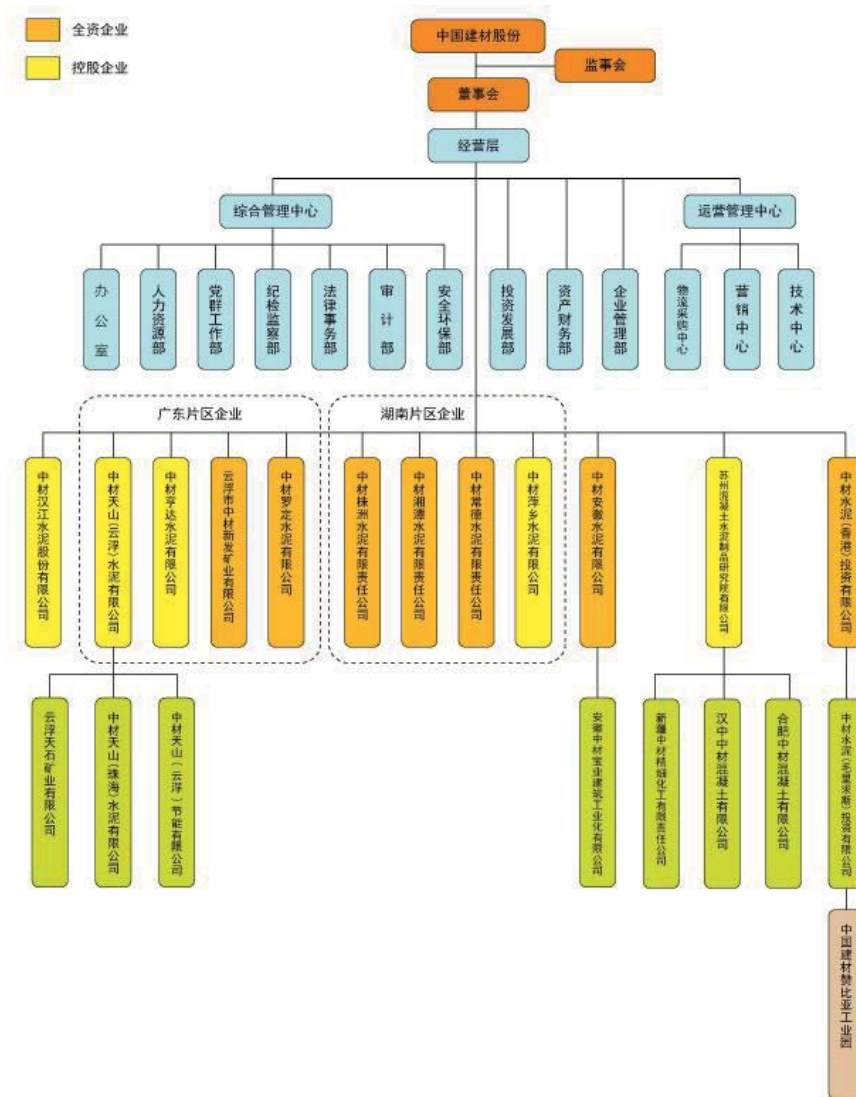 全资企业
控股企业
中国建材股份
监事会
董事会
经营层
综合管理中心
运营管理中心
办公室
人力资源部
党群工作部
纪检监察部
法律事务部
审计部
安全环保部
投资发展部
资产财务部
企业管理部
物流采购中心
营销中心
技术中心
广东片区企业
湖南片区企业
中材汉江水泥股份有限公司
中材天山(云浮)水泥有限公司
中材亨达水泥有限公司
云浮市中材新发矿业有限公司
中材罗定水泥有限公司
中材株洲水泥有限责任公司
中材湘潭水泥有限责任公司
中材常德水泥有限责任公司
中材萍乡水泥有限公司
中材安徽水泥有限公司
苏州混凝土水泥制品研究院有限公司
中材水泥(香港)投资有限公司
云浮天石矿业有限公司
中材天山(珠海)水泥有限公司
中材天山(云浮)节能有限公司
安徽中材宝业建筑工业化有限公司
新疆中材精细化工有限责任公司
汉中中材混凝土有限公司
合肥中材混凝土有限公司
中材水泥(毛里求斯)投资有限公司
中国建材赞比亚工业园